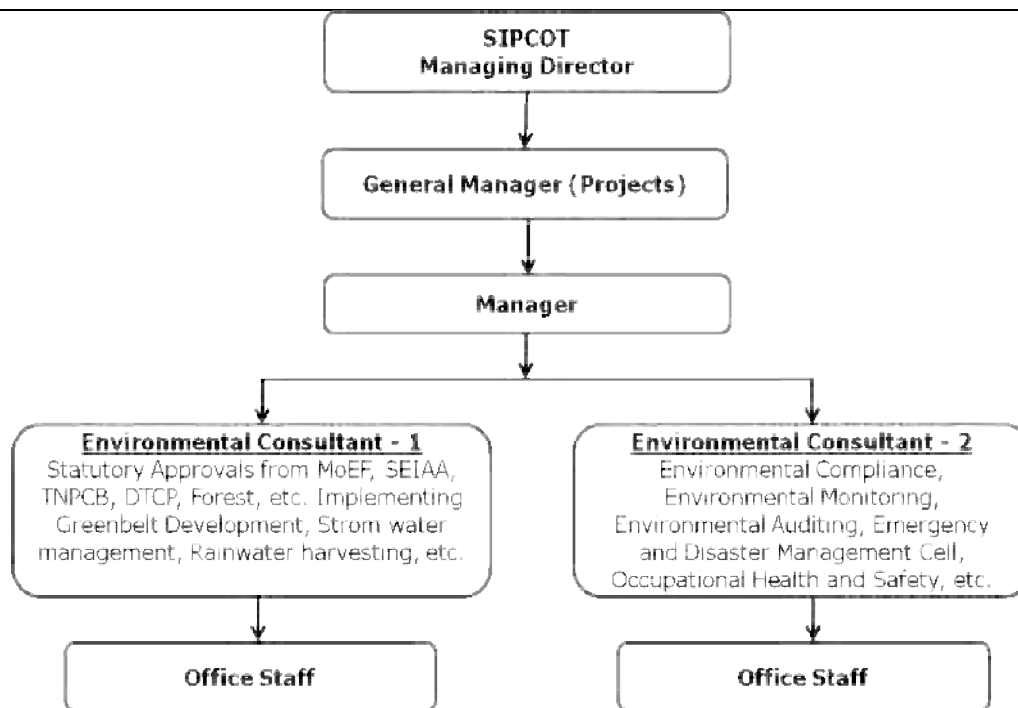 SIPCOT
Managing Director
General Manager (Projects)
Manager
Environmental Consultant - 1
Statutory Approvals from MoEF, SEIAA,
TNPCB, DTCP, Forest, etc. Implementing
Greenbelt Development, Strom water
management, Rainwater harvesting, etc.
Environmental Consultant - 2
Environmental Compliance,
Environmental Monitoring,
Environmental Auditing, Emergency
and Disaster Management Cell,
Occupational Health and Safety, etc.
Office Staff
Office Staff